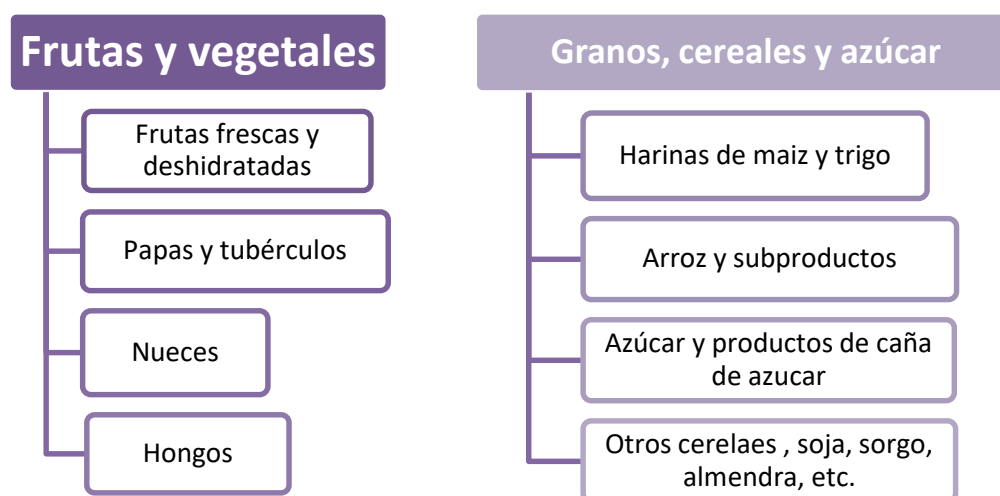 Frutas y vegetales
Frutas frescas y
deshidratadas
Papas y tubérculos
Nueces
Hongos
Granos, cereales y azúcar
Harinas de maiz y trigo
Arroz y subproductos
Azúcar y productos de caña
de azucar
Otros cerelaes , soja, sorgo,
almendra, etc.